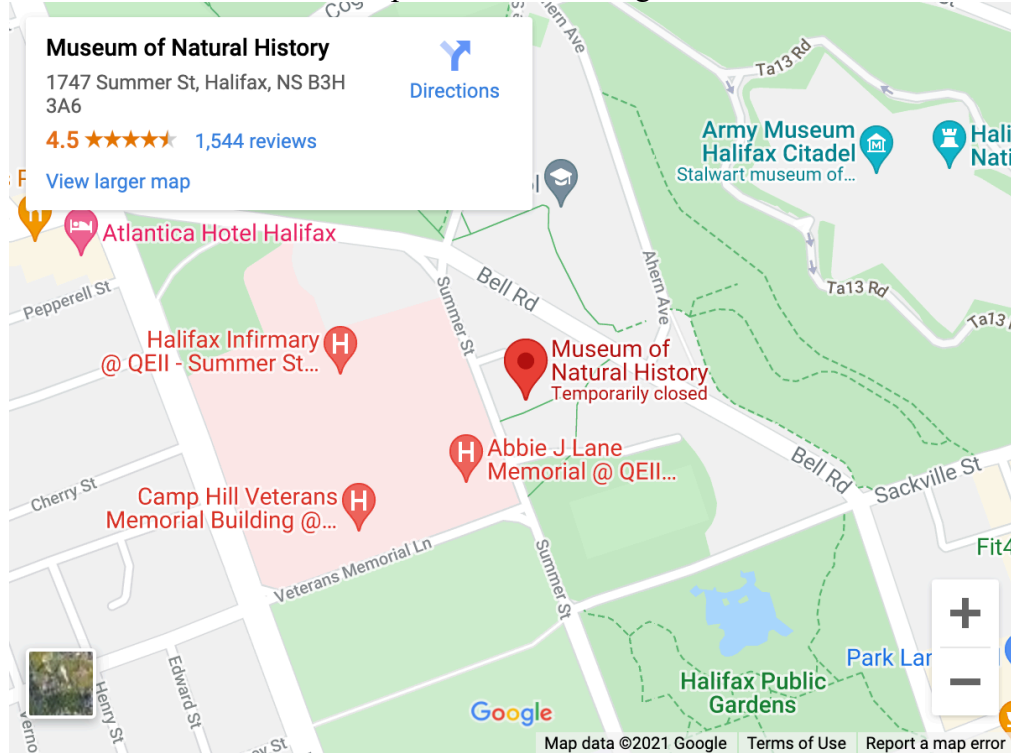 Museum of Natural History
1747 Summer St, Halifax, NS B3H
3A6
4.5
1,544 reviews
View larger map
Directions
Ahern Ave
Ta13 Rd
Army Museum
Halifax Citadel
Stalwart museum of...
Hali
Nati
Atlantica Hotel Halifax
Pepperell St
Bell Rd
Summer St
Ahern Ave
Ta13 Rd
Ta13
Halifax Infirmary
@ QEII - Summer St...
H
Museum of
Natural History
Temporarily closed
Abbie J Lane
Memorial @ QEII...
H
Bell Rd
Sackville St
Cherry St
Camp Hill Veterans
Memorial Building @...
H
Veterans Memorial Ln
Summer St
Fit4
+
−
Edward St
Henry St
Park Lan
Halifax Public
Gardens
Google
Map data ©2021 Google
Terms of Use
Report a map error